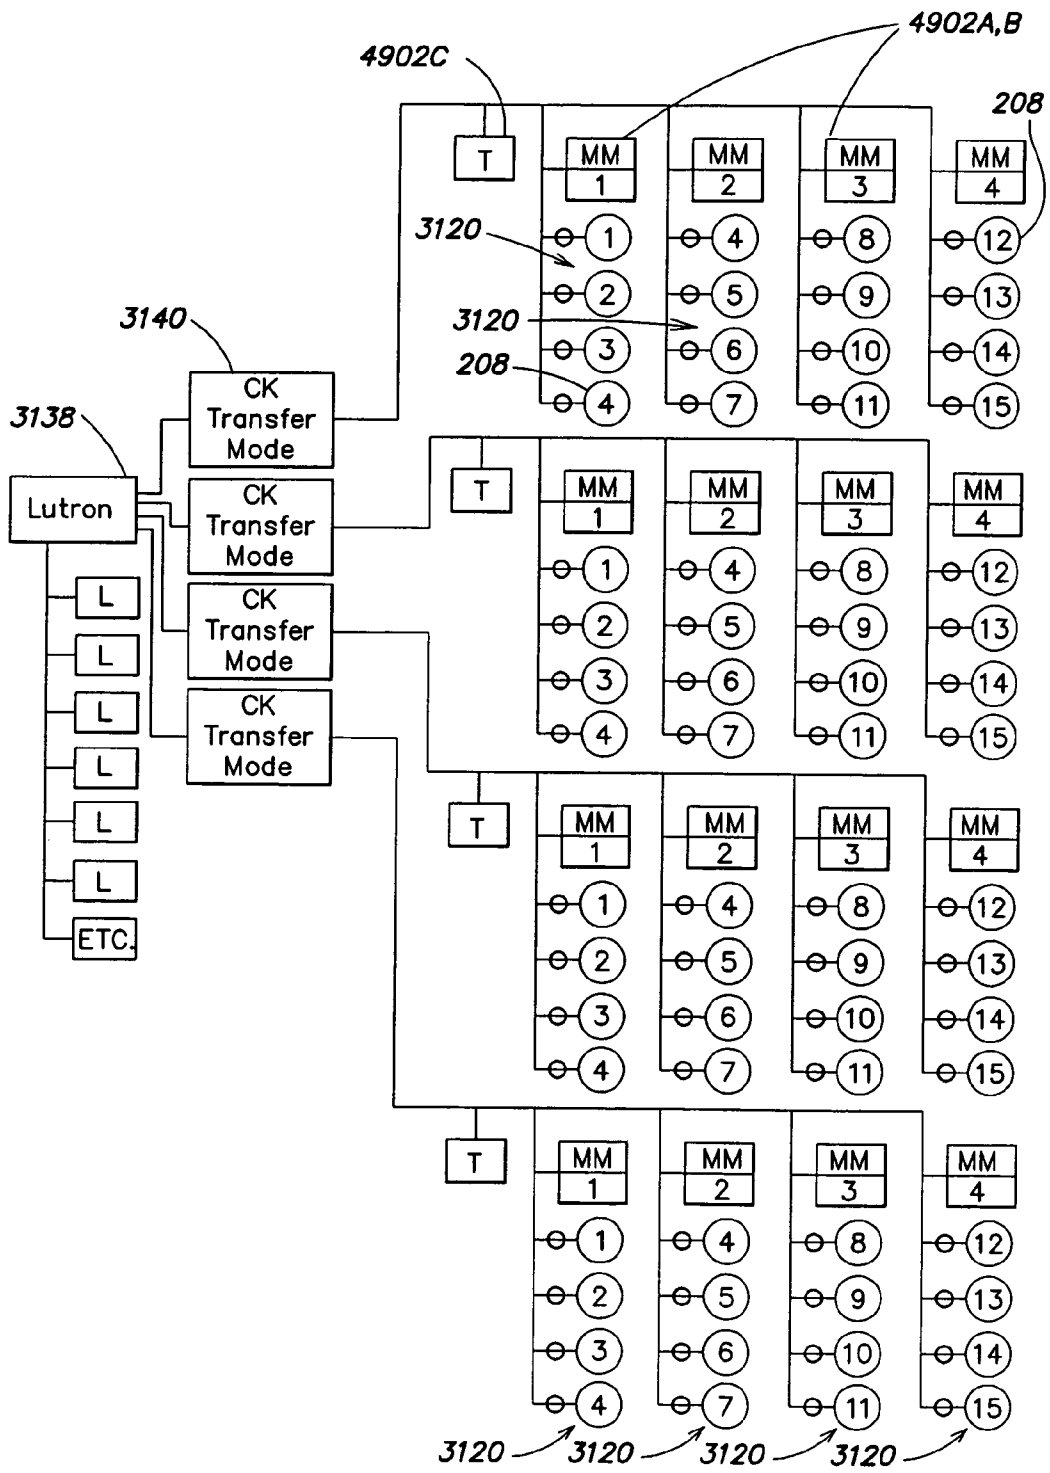 4902A,B
4902C
208
T
MM MM MM MM
1 2 3 4
3120
1 4 8 12
2 5 9 13
3120
3140
3 6 10 14
208
4 7 11 15
CK
Transfer
Mode
3138
Lutron
CK
Transfer
Mode
T
MM MM MM MM
1 2 3 4
1 4 8 12
2 5 9 13
3 6 10 14
4 7 11 15
CK
Transfer
Mode
CK
Transfer
Mode
L
L
L
L
L
L
ETC.
T
MM MM MM MM
1 2 3 4
1 4 8 12
2 5 9 13
3 6 10 14
4 7 11 15
T
MM MM MM MM
1 2 3 4
1 4 8 12
2 5 9 13
3 6 10 14
4 7 11 15
3120 3120 3120 3120